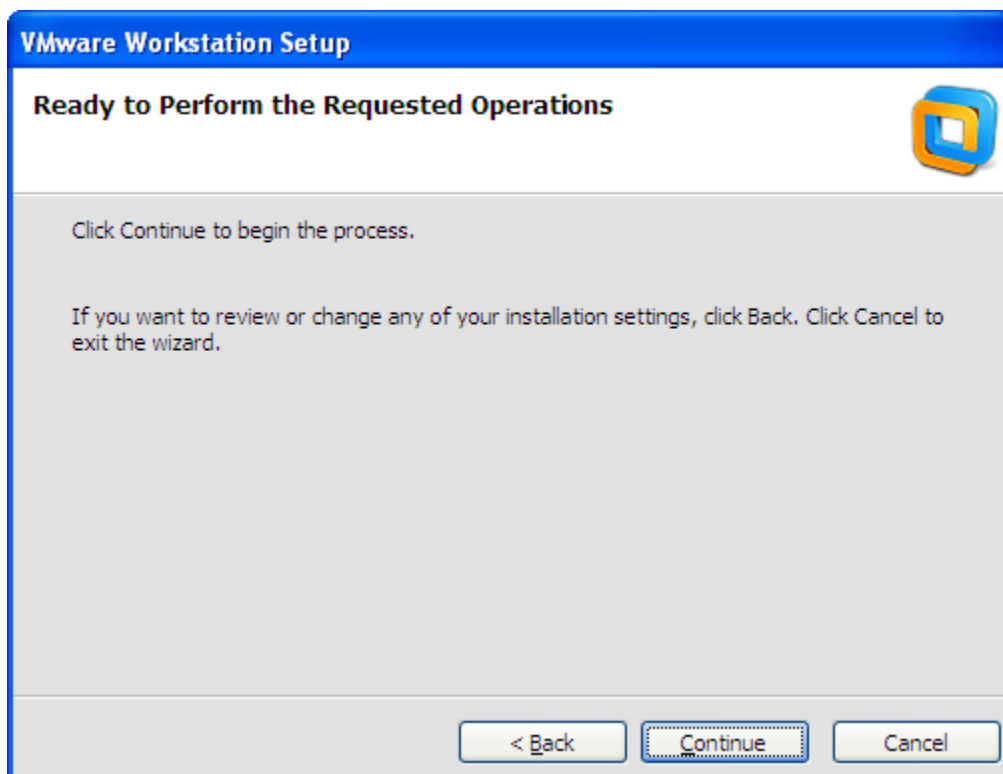 VMware Workstation Setup
Ready to Perform the Requested Operations
Click Continue to begin the process.
If you want to review or change any of your installation settings, click Back. Click Cancel to
exit the wizard.
< Back Continue Cancel